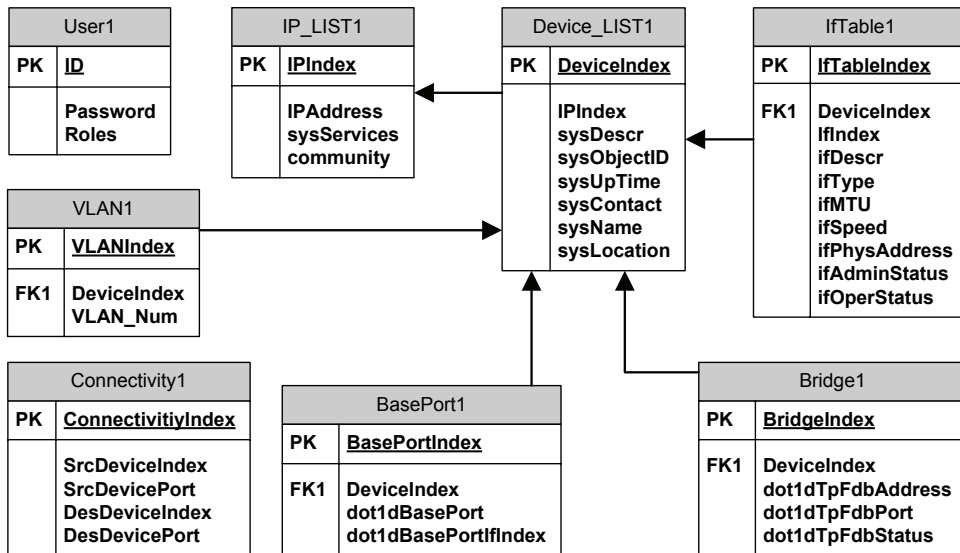 User1
PK ID
Password
Roles
IP_LIST1
PK IPIndex
IPAddress
sysServices
community
Device_LIST1
PK DeviceIndex
IPIndex
sysDescr
sysObjectID
sysUpTime
sysContact
sysName
sysLocation
IfTable1
PK IfTableIndex
FK1 DeviceIndex
IfIndex
ifDescr
ifType
ifMTU
ifSpeed
ifPhysAddress
ifAdminStatus
ifOperStatus
VLAN1
PK VLANIndex
FK1 DeviceIndex
VLAN_Num
Connectivity1
PK ConnectivitiyIndex
SrcDeviceIndex
SrcDevicePort
DesDeviceIndex
DesDevicePort
BasePort1
PK BasePortIndex
FK1 DeviceIndex
dot1dBasePort
dot1dBasePortIfIndex
Bridge1
PK BridgeIndex
FK1 DeviceIndex
dot1dTpFdbAddress
dot1dTpFdbPort
dot1dTpFdbStatus